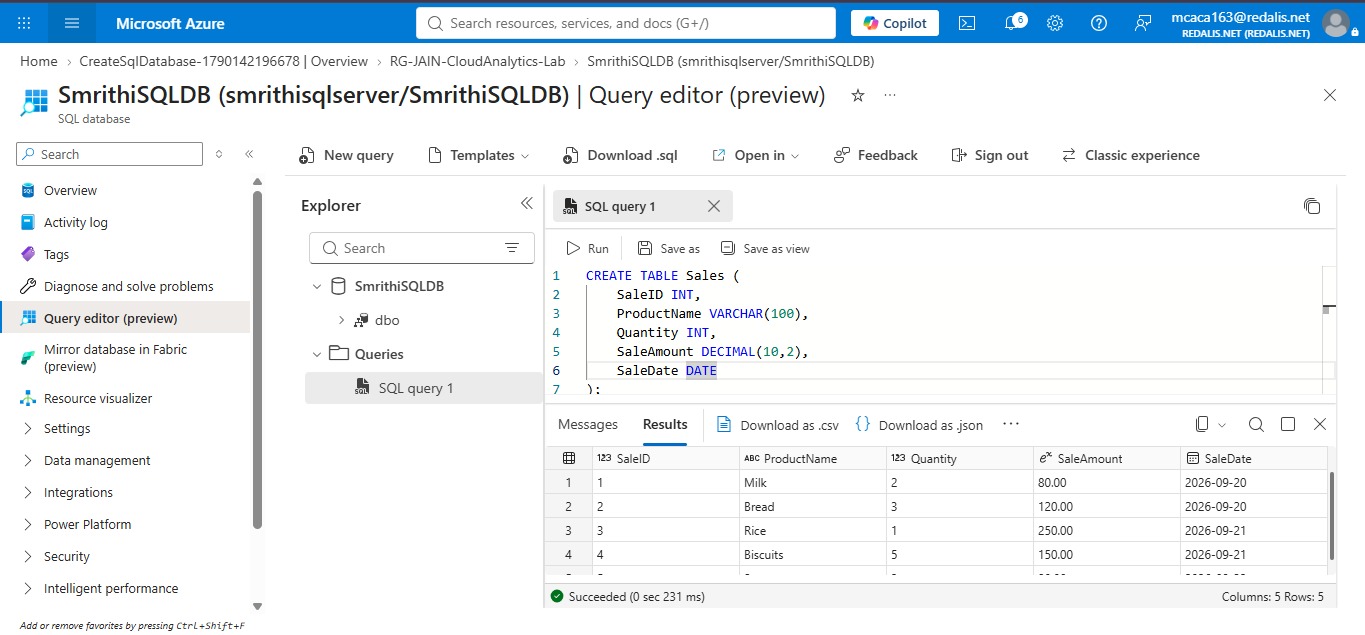 Microsoft Azure
Search resources, services, and docs (G+/)
Copilot
6
mcaca163@redalis.net
REDALIS.NET (REDALIS.NET)
Home › CreateSqlDatabase-1790142196678 | Overview › RG-JAIN-CloudAnalytics-Lab › SmrithiSQLDB (smrithisqlserver/SmrithiSQLDB)
SmrithiSQLDB (smrithisqlserver/SmrithiSQLDB) | Query editor (preview)
SQL database
Search
Overview
Activity log
Tags
Diagnose and solve problems
Query editor (preview)
Mirror database in Fabric
(preview)
Resource visualizer
Settings
Data management
Integrations
Power Platform
Security
Intelligent performance
Add or remove favorites by pressing Ctrl+Shift+F
New query Templates Download .sql Open in Feedback Sign out Classic experience
Explorer
Search
SmrithiSQLDB
dbo
Queries
SQL query 1
SQL query 1
Run Save as Save as view
1 CREATE TABLE Sales (
2 SaleID INT,
3 ProductName VARCHAR(100),
4 Quantity INT,
5 SaleAmount DECIMAL(10,2),
6 SaleDate DATE
7 );
Messages Results Download as .csv Download as .json
SaleID ProductName Quantity SaleAmount SaleDate
1 1 Milk 2 80.00 2026-09-20
2 2 Bread 3 120.00 2026-09-20
3 3 Rice 1 250.00 2026-09-21
4 4 Biscuits 5 150.00 2026-09-21
Succeeded (0 sec 231 ms)
Columns: 5 Rows: 5